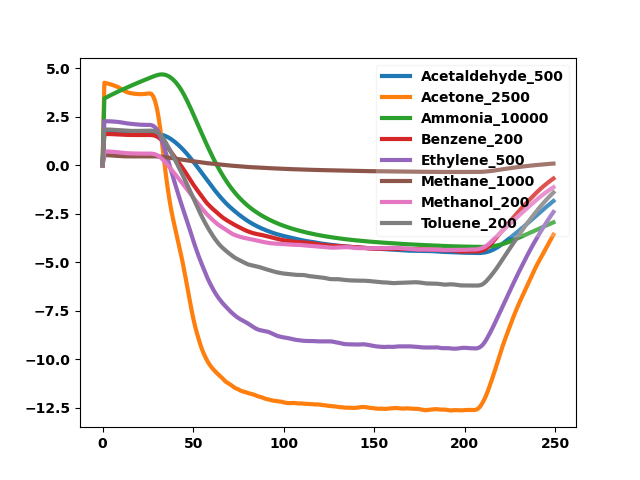 5.0
2.5
0.0
−2.5
−5.0
−7.5
−10.0
−12.5
0
50
100
150
200
250
Acetaldehyde_500
Acetone_2500
Ammonia_10000
Benzene_200
Ethylene_500
Methane_1000
Methanol_200
Toluene_200